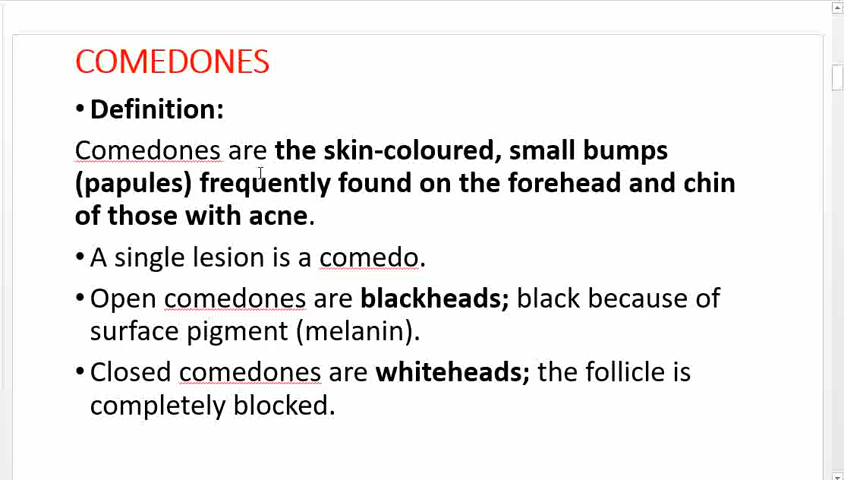 COMEDONES
• Definition:
Comedones are the skin-coloured, small bumps
(papules) frequently found on the forehead and chin
of those with acne.
• A single lesion is a comedo.
• Open comedones are blackheads; black because of
surface pigment (melanin).
• Closed comedones are whiteheads; the follicle is
completely blocked.